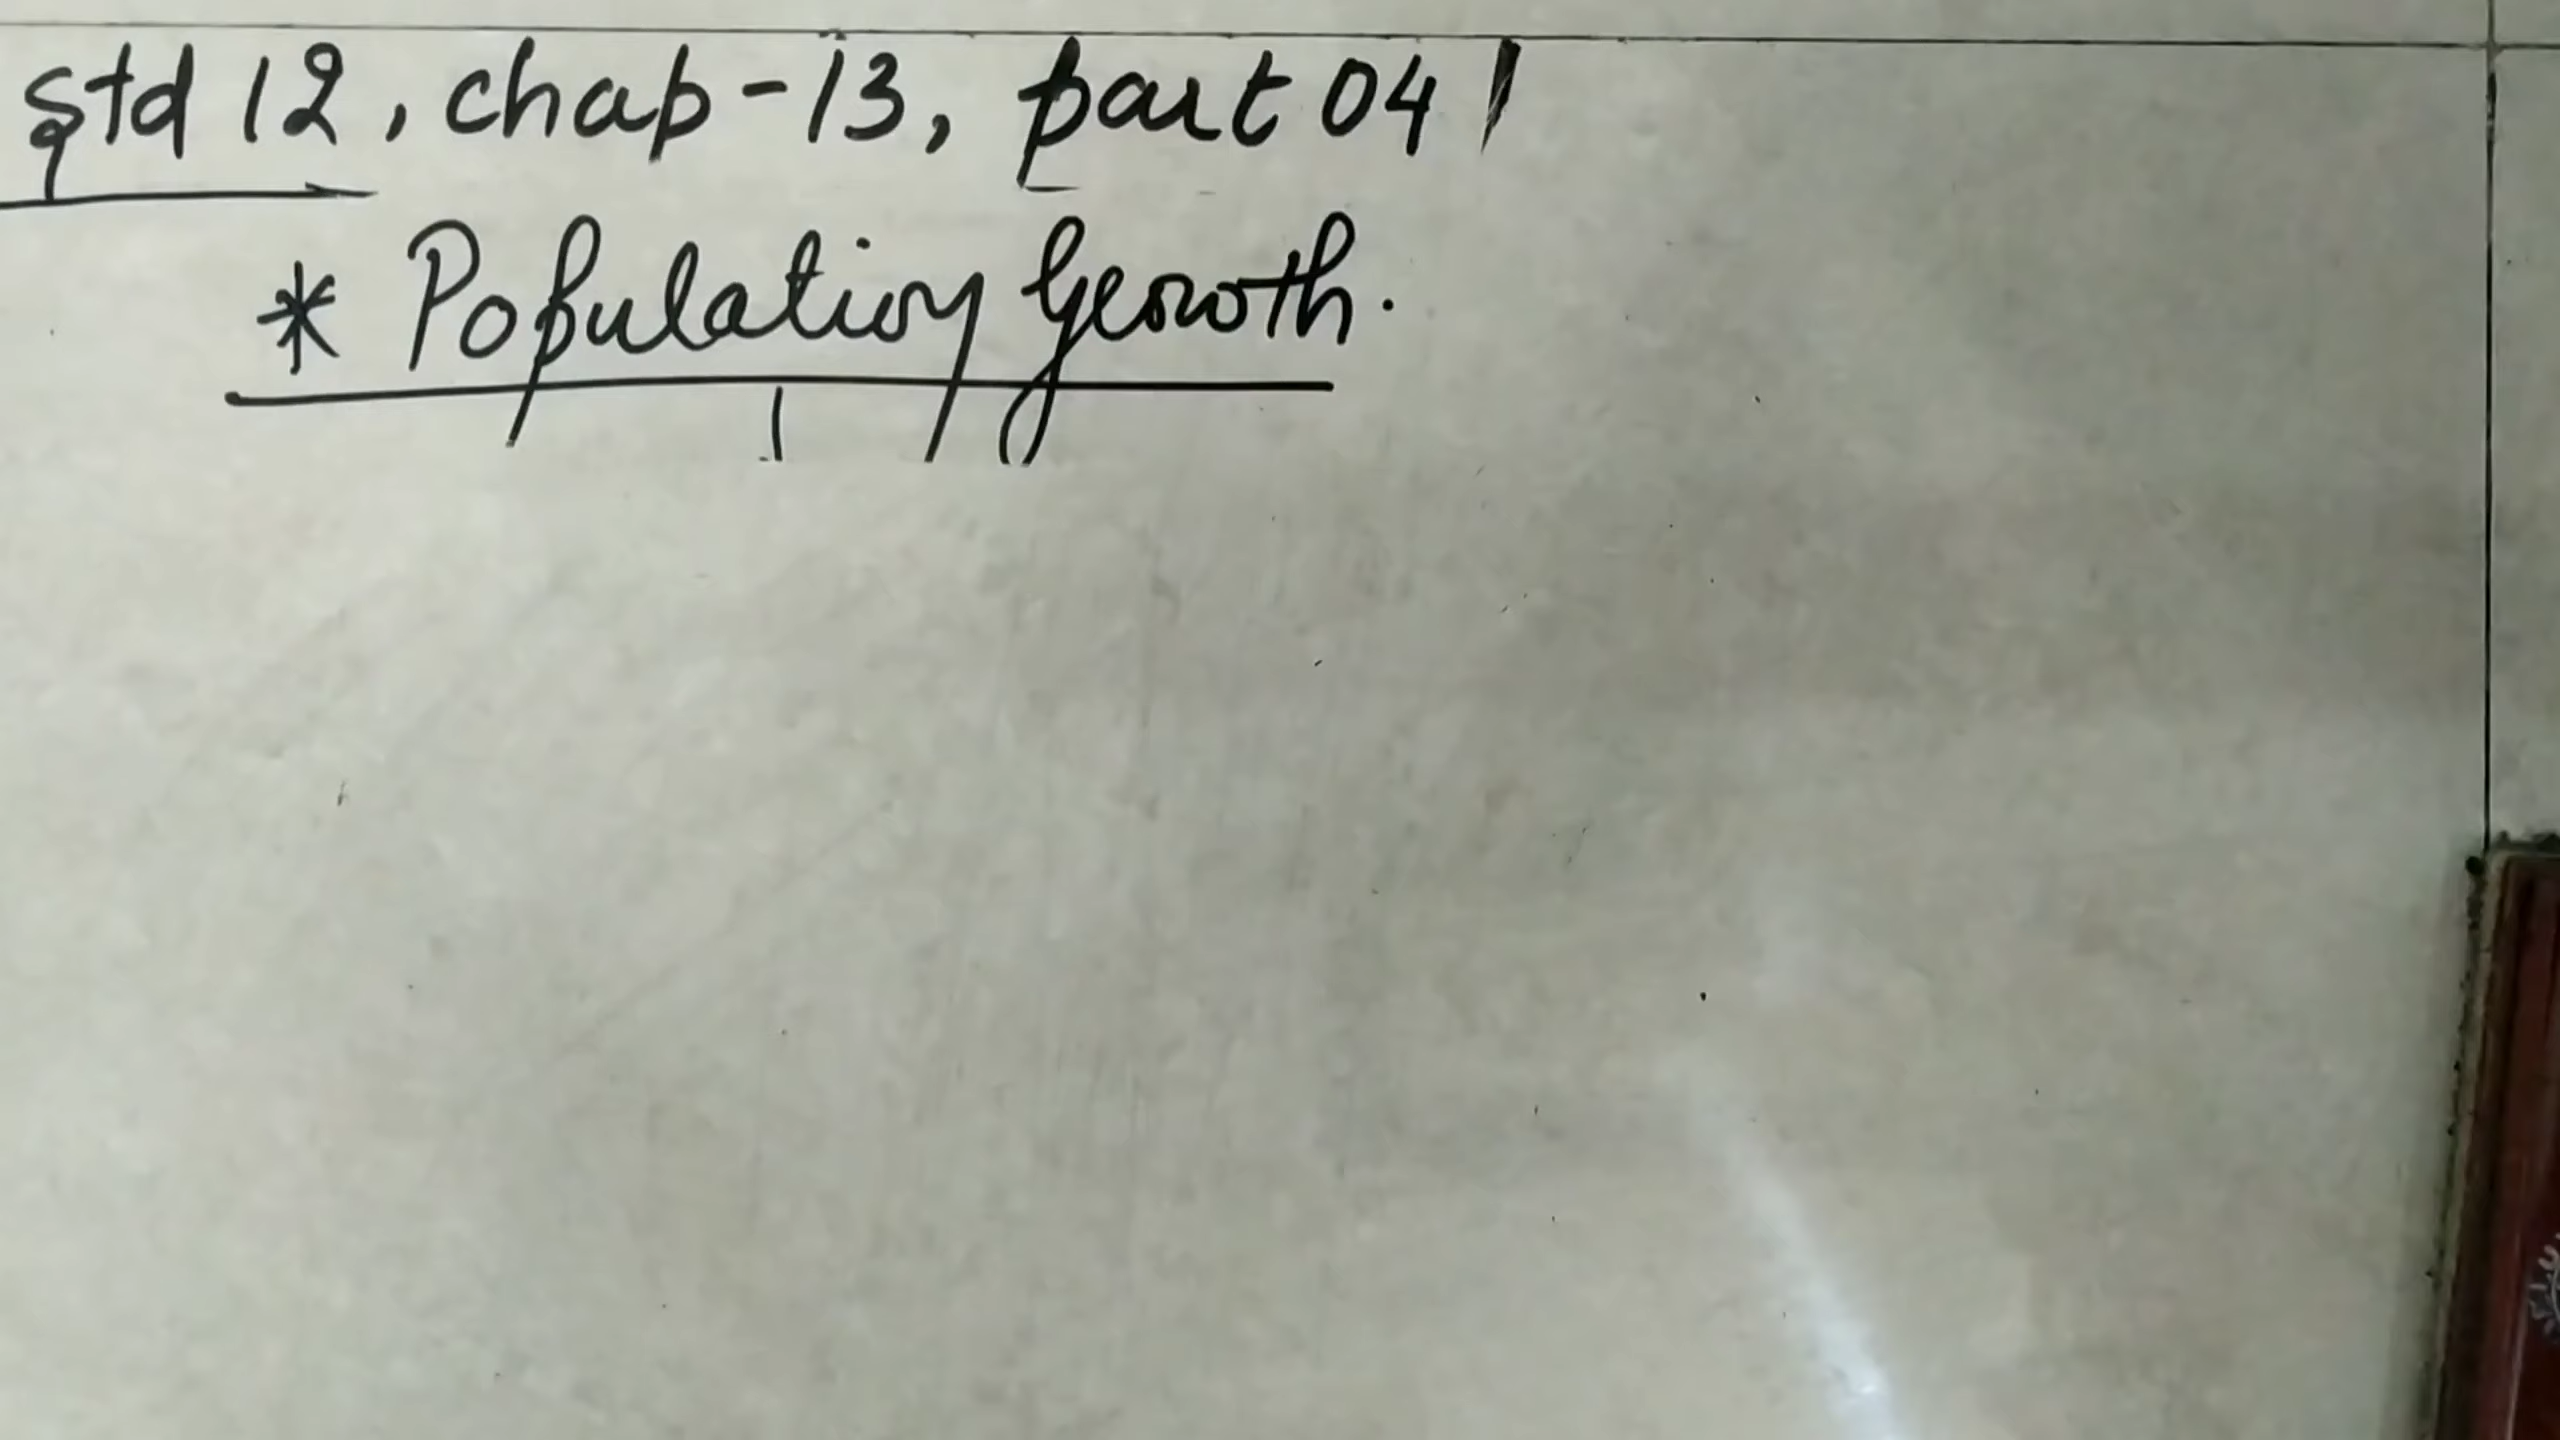 std 12, chap-13, part 04
* Population Growth.